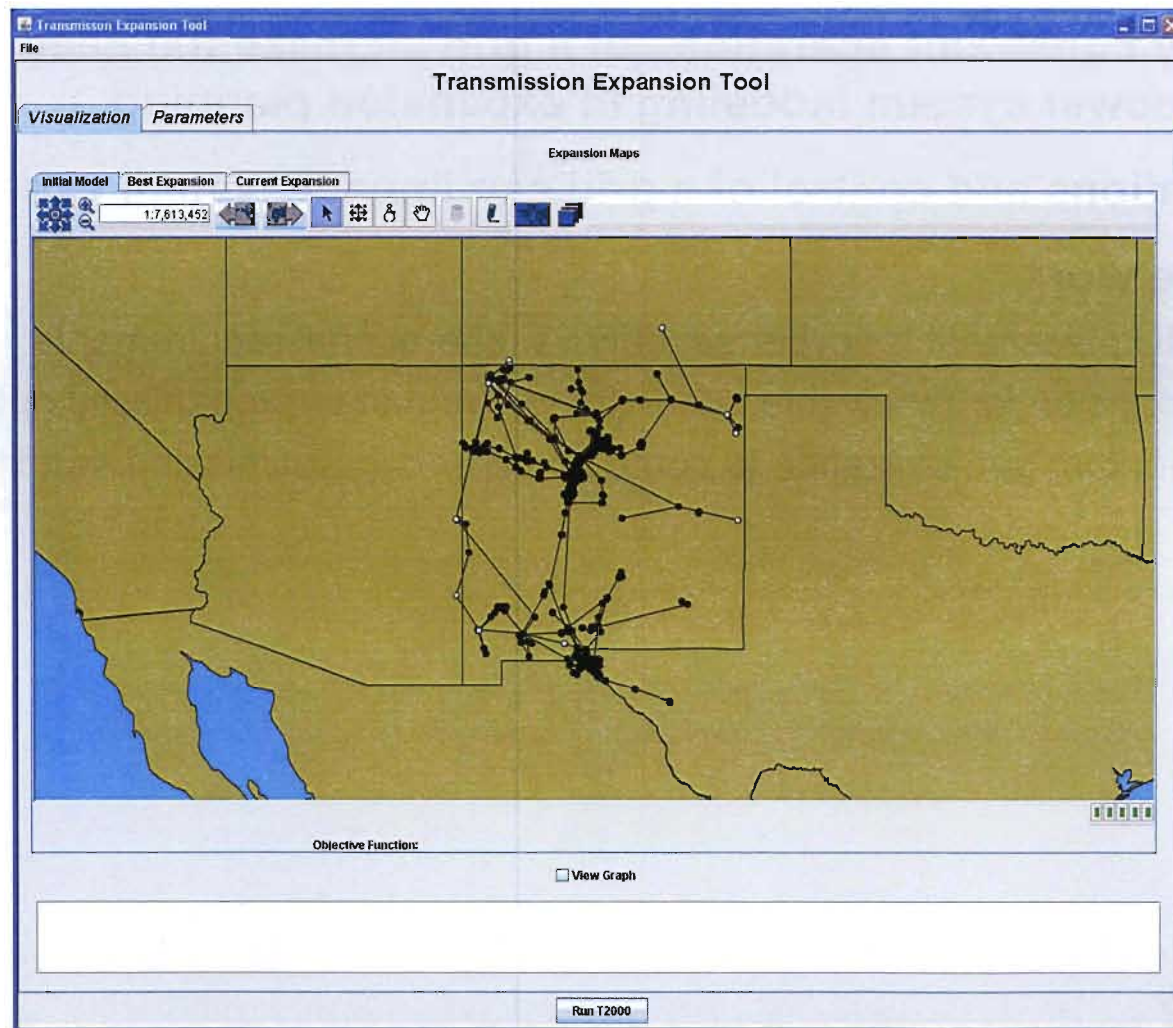 Transmisson Expansion Tool
File
Transmission Expansion Tool
Visualization Parameters
Expansion Maps
Initial Model Best Expansion Current Expansion
1:7,613,452
Objective Function:
View Graph
Run T2000